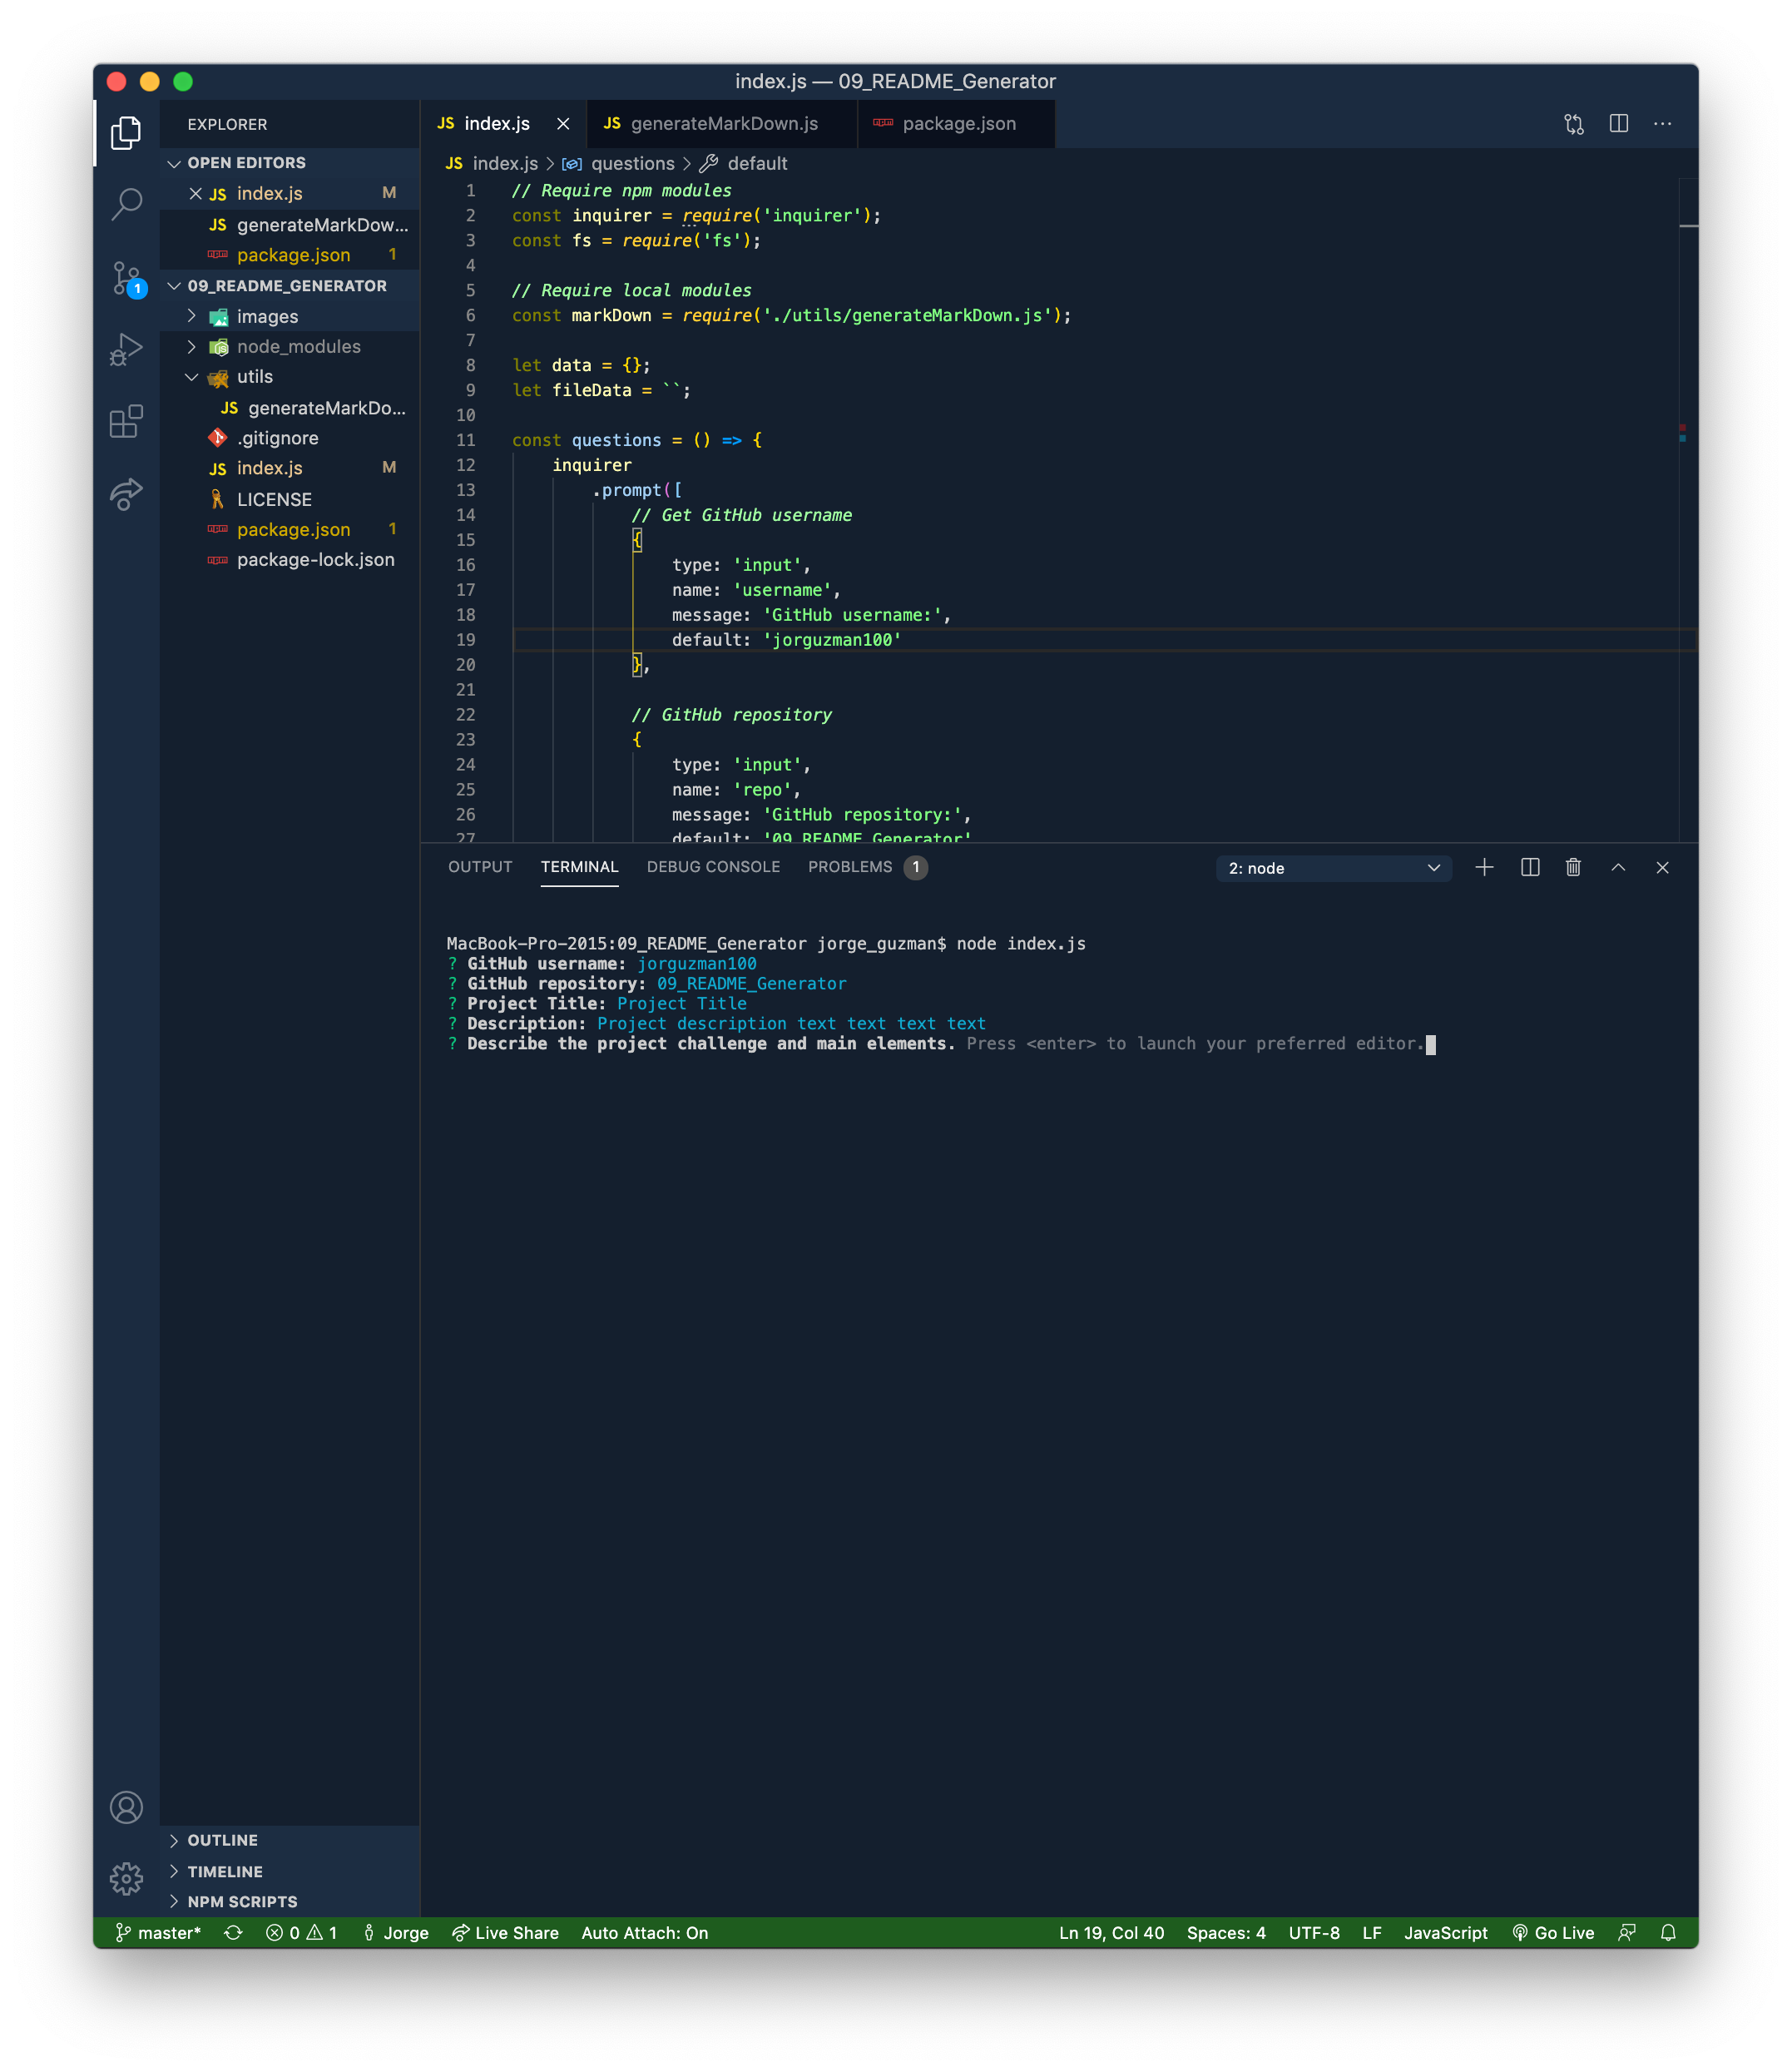 index.js — 09_README_Generator
EXPLORER
OPEN EDITORS
JS index.js M
JS generateMarkDow...
package.json 1
09_README_GENERATOR
images
node_modules
utils
JS generateMarkDo...
.gitignore
JS index.js M
LICENSE
package.json 1
package-lock.json
OUTLINE
TIMELINE
NPM SCRIPTS
1
JS index.js
JS generateMarkDown.js
package.json
JS index.js > questions > default
1 // Require npm modules
2 const inquirer = require('inquirer');
3 const fs = require('fs');
4
5 // Require local modules
6 const markDown = require('./utils/generateMarkDown.js');
7
8 let data = {};
9 let fileData = ``;
10
11 const questions = () => {
12     inquirer
13         .prompt([
14             // Get GitHub username
15             {
16                 type: 'input',
17                 name: 'username',
18                 message: 'GitHub username:',
19                 default: 'jorguzman100'
20             },
21
22             // GitHub repository
23             {
24                 type: 'input',
25                 name: 'repo',
26                 message: 'GitHub repository:',
27                 default: '09_README_Generator'
OUTPUT TERMINAL DEBUG CONSOLE PROBLEMS 1 2: node
MacBook-Pro-2015:09_README_Generator jorge_guzman$ node index.js
? GitHub username: jorguzman100
? GitHub repository: 09_README_Generator
? Project Title: Project Title
? Description: Project description text text text text
? Describe the project challenge and main elements. Press <enter> to launch your preferred editor.
master* 0 1 Jorge Live Share Auto Attach: On Ln 19, Col 40 Spaces: 4 UTF-8 LF JavaScript Go Live